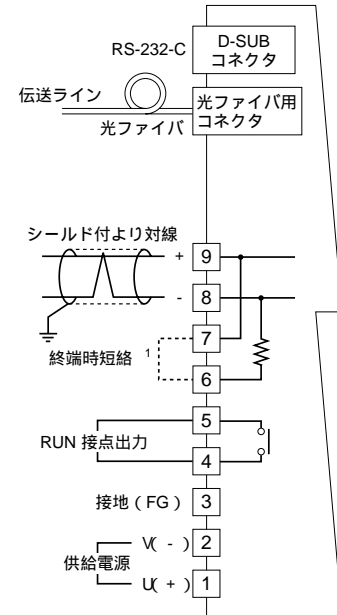 RS-232-C
D-SUB
コネクタ
伝送ライン
光ファイバ
光ファイバ用
コネクタ
シールド付より対線
+ 9
- 8
7
終端時短絡 1
6
5
RUN 接点出力
4
接地 ( FG ) 3
V( - ) 2
供給電源
U( + ) 1